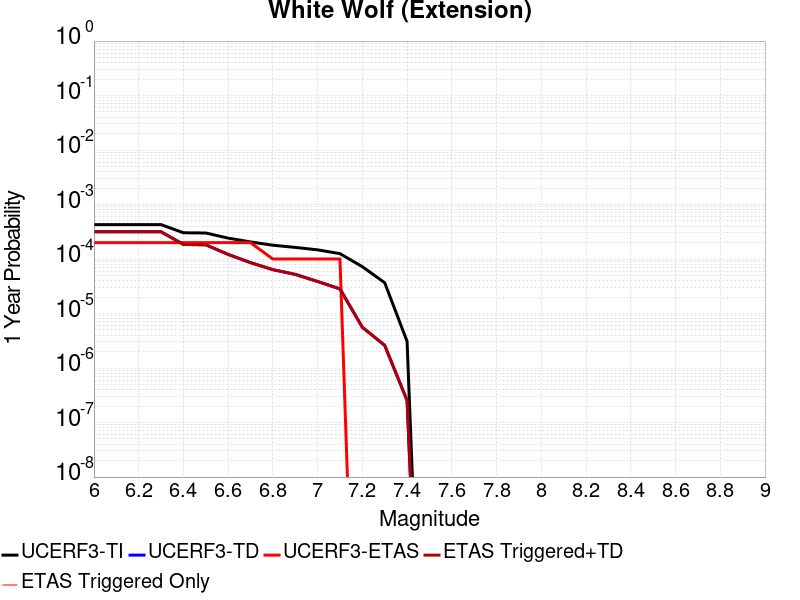 White Wolf (Extension)
1 Year Probability
10^0
10^-1
10^-2
10^-3
10^-4
10^-5
10^-6
10^-7
10^-8
6 6.2 6.4 6.6 6.8 7 7.2 7.4 7.6 7.8 8 8.2 8.4 8.6 8.8 9
Magnitude
UCERF3-TI UCERF3-TD UCERF3-ETAS ETAS Triggered+TD
ETAS Triggered Only